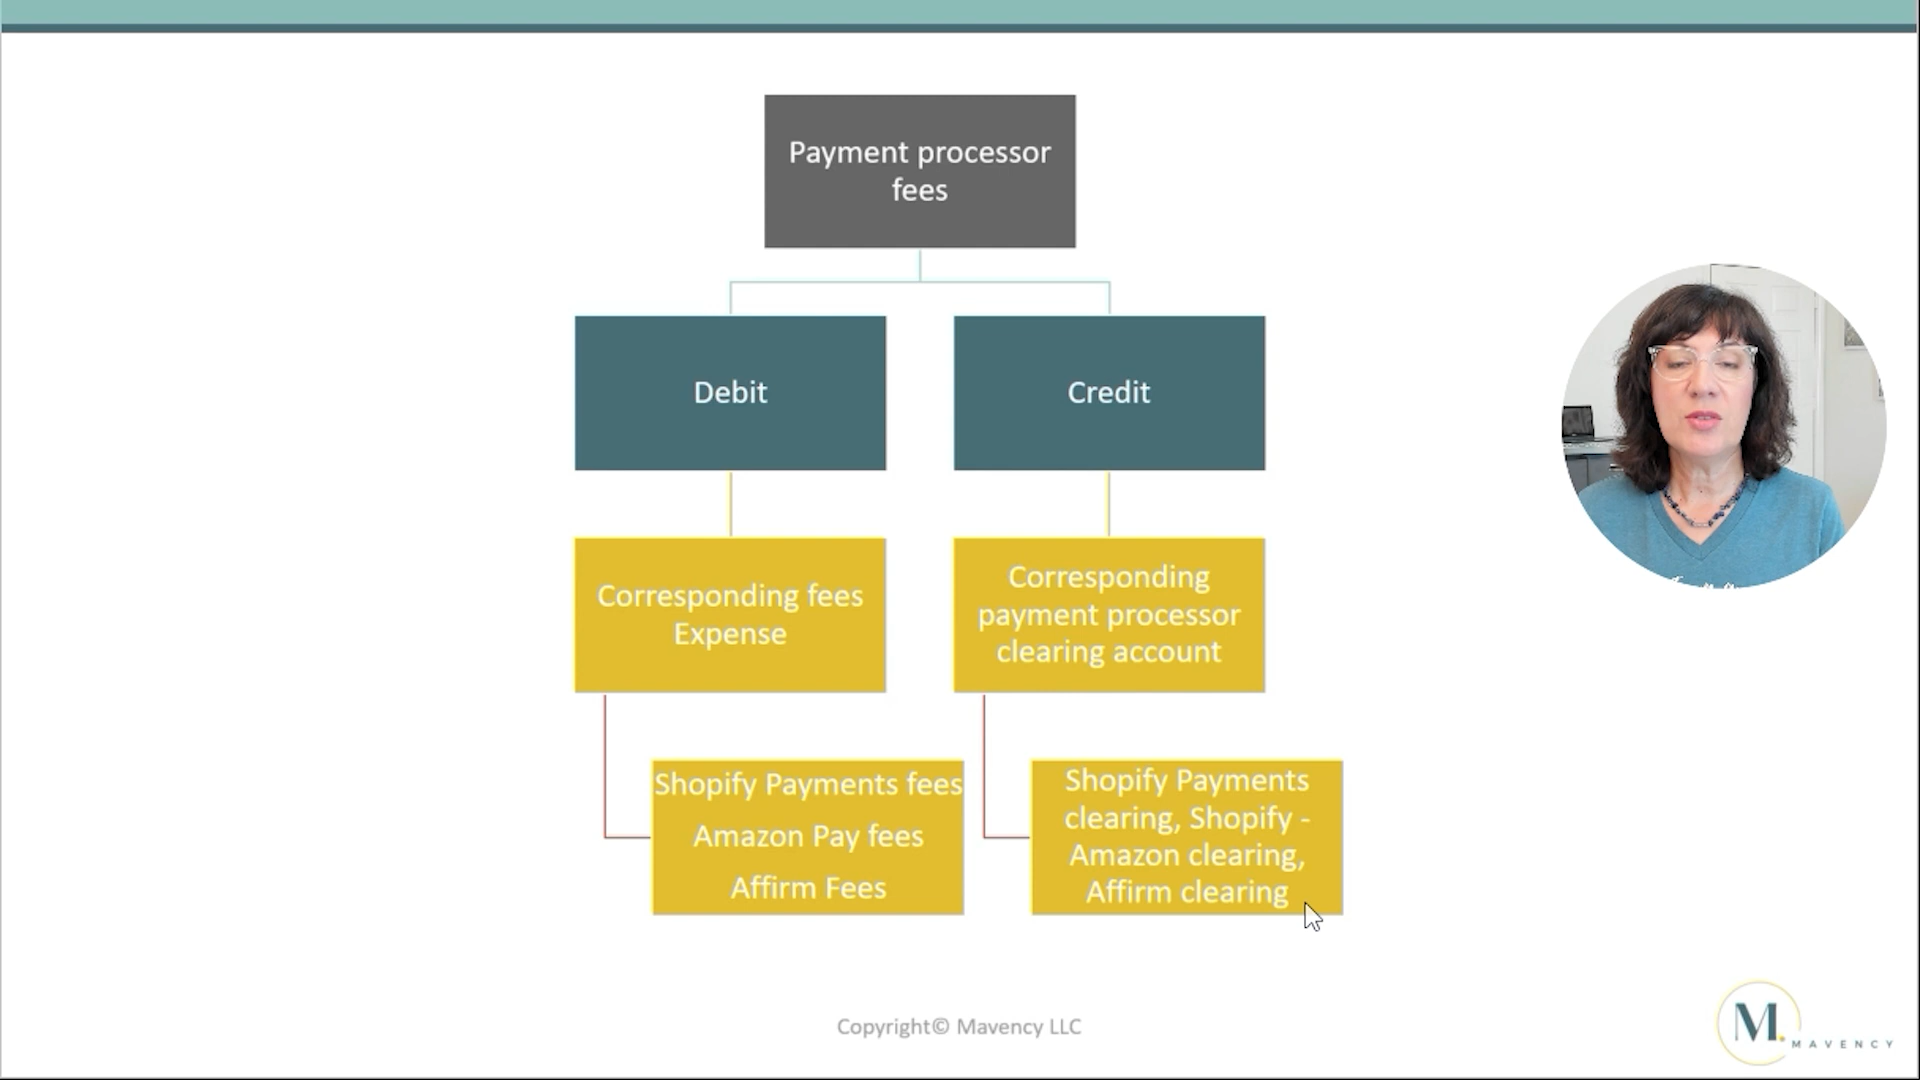 Payment processor
fees
Debit
Credit
Corresponding fees
Expense
Corresponding
payment processor
clearing account
Shopify Payments fees
Amazon Pay fees
Affirm Fees
Shopify Payments
clearing, Shopify -
Amazon clearing,
Affirm clearing
Copyright© Mavency LLC
M.
MAVENCY